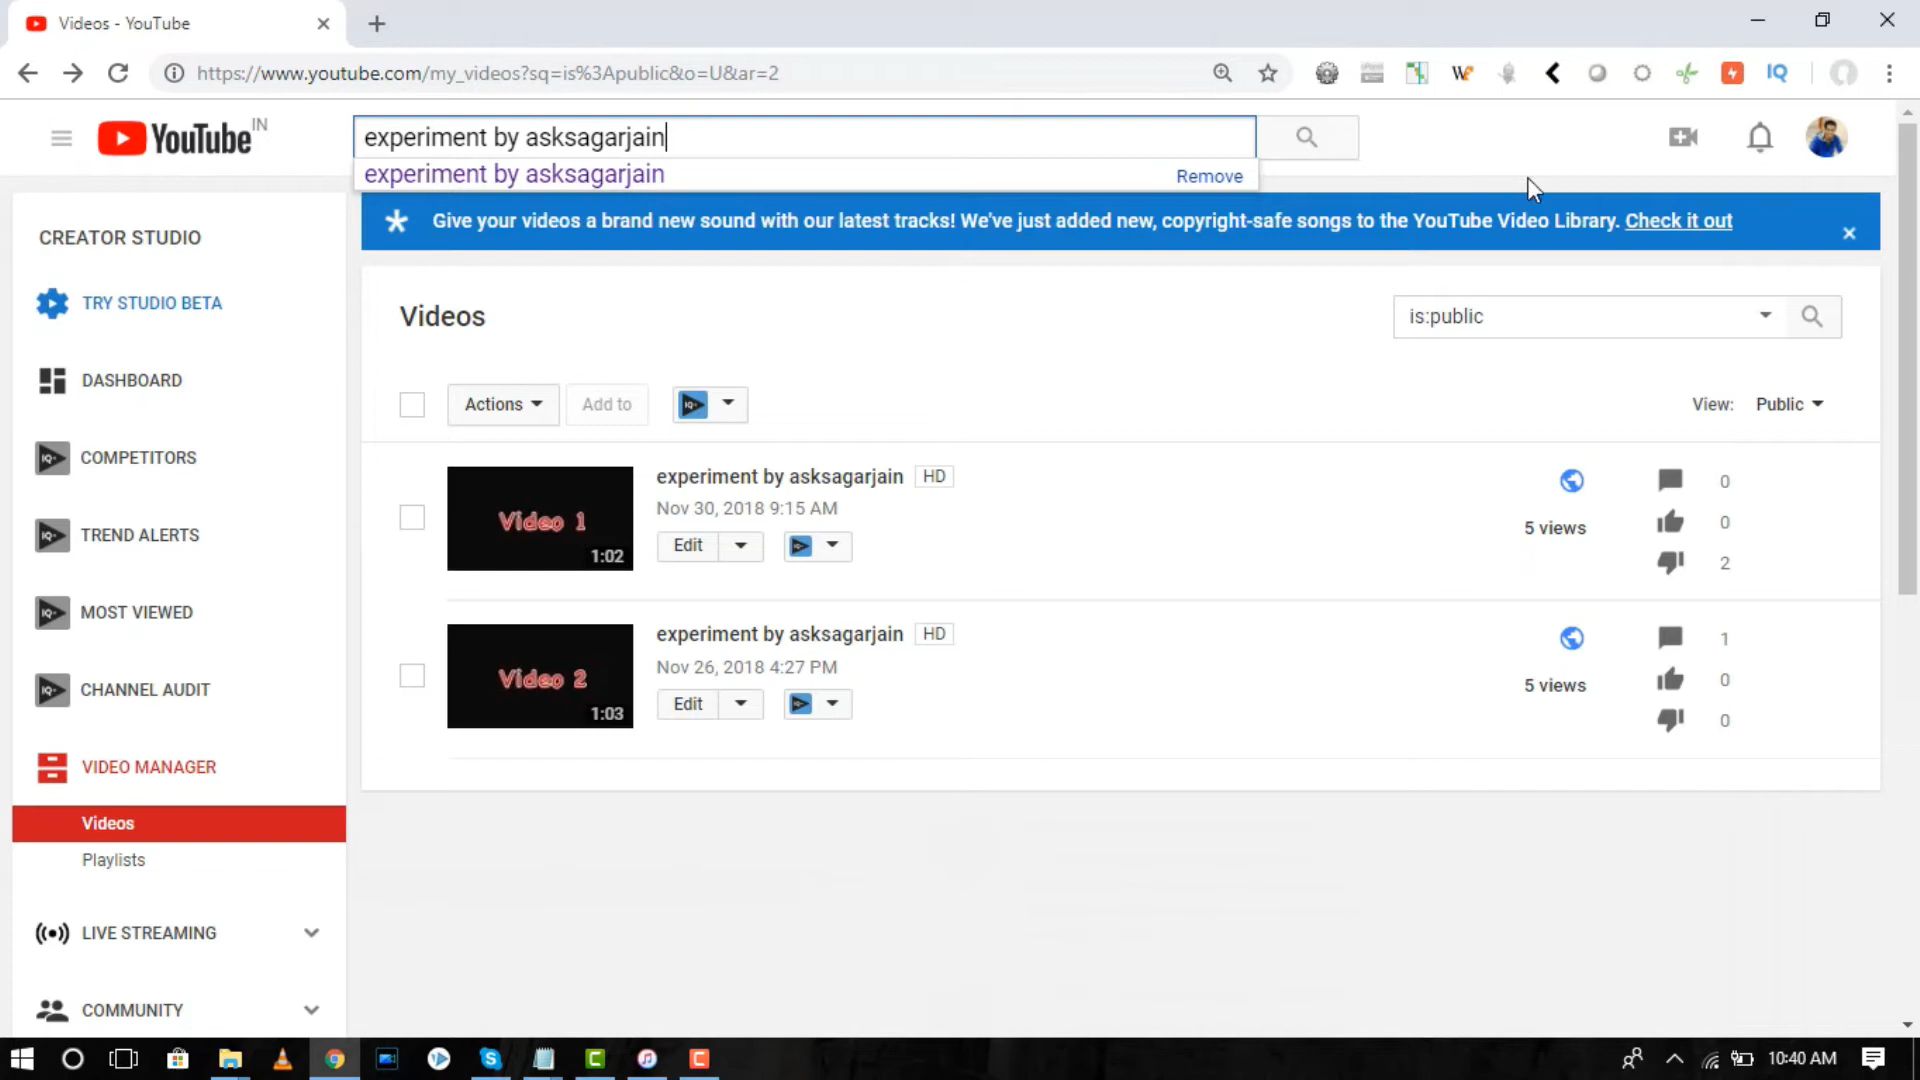 Videos - YouTube
https://www.youtube.com/my_videos?sq=is%3Apublic&o=U&ar=2
IQ
YouTube IN
experiment by asksagarjain
experiment by asksagarjain Remove
Give your videos a brand new sound with our latest tracks! We've just added new, copyright-safe songs to the YouTube Video Library. Check it out
CREATOR STUDIO
TRY STUDIO BETA
DASHBOARD
COMPETITORS
TREND ALERTS
MOST VIEWED
CHANNEL AUDIT
VIDEO MANAGER
Videos
Playlists
LIVE STREAMING
COMMUNITY
Videos
is:public
Actions Add to
View: Public
Video 1
1:02
experiment by asksagarjain HD
Nov 30, 2018 9:15 AM
Edit
5 views
0
0
2
Video 2
1:03
experiment by asksagarjain HD
Nov 26, 2018 4:27 PM
Edit
5 views
1
0
0
10:40 AM